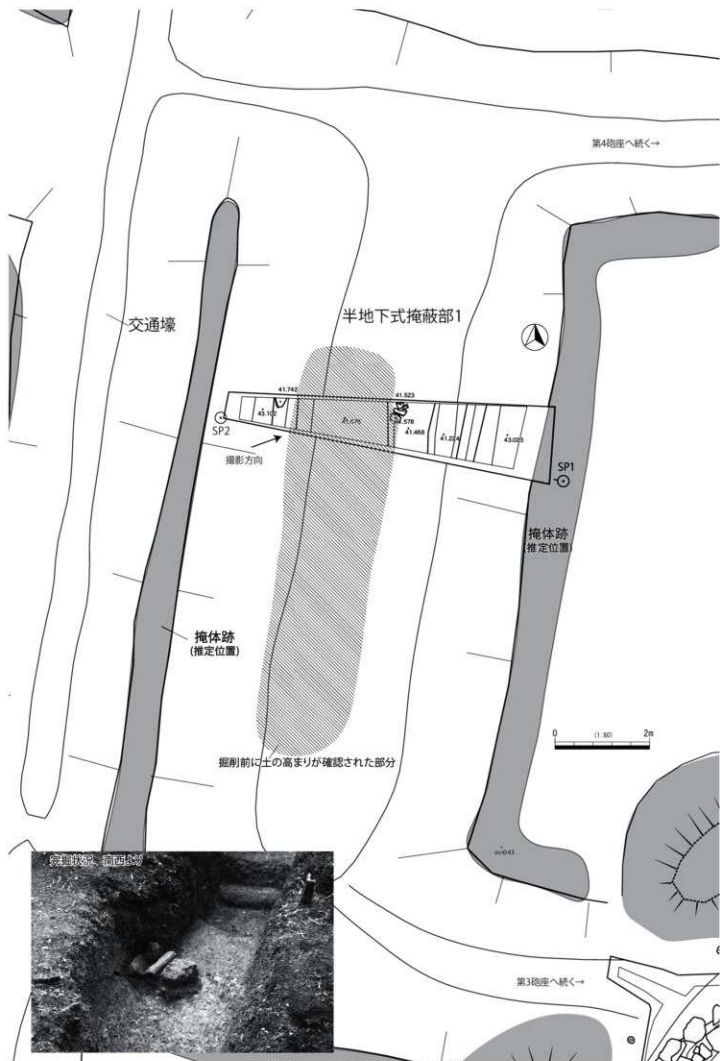 第4砲座へ続く→
半地下式掩蔽部1
交通壕
41.742
41.523
43.102
41.468
41.224
43.023
SP2
SP1
撮影方向
掩体跡
(推定位置)
掩体跡
(推定位置)
0 (1:80) 2m
掘削前に土の高まりが確認された部分
完掘状況 南西より
第3砲座へ続く→